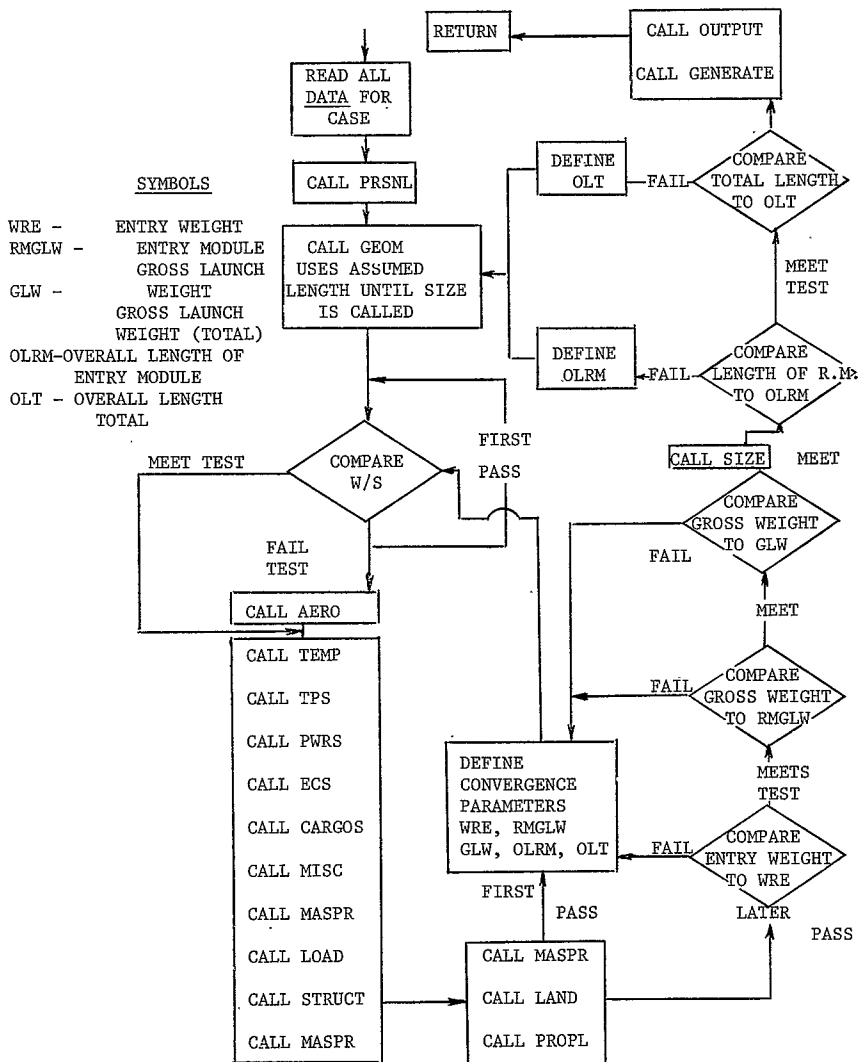 RETURN
CALL OUTPUT
CALL GENERATE
READ ALL
DATA FOR
CASE
CALL PRSNL
DEFINE
OLT
FAIL
COMPARE
TOTAL LENGTH
TO OLT
SYMBOLS
WRE - ENTRY WEIGHT
RMGLW - ENTRY MODULE
GROSS LAUNCH
GLW - WEIGHT
GROSS LAUNCH
WEIGHT (TOTAL)
OLRM-OVERALL LENGTH OF
ENTRY MODULE
OLT - OVERALL LENGTH
TOTAL
CALL GEOM
USES ASSUMED
LENGTH UNTIL SIZE
IS CALLED
MEET
TEST
DEFINE
OLRM
FAIL
COMPARE
LENGTH OF R.M.
TO OLRM
FIRST
PASS
MEET TEST
COMPARE
W/S
CALL SIZE
MEET
COMPARE
GROSS WEIGHT
TO GLW
FAIL
FAIL
TEST
CALL AERO
MEET
CALL TEMP
CALL TPS
CALL PWRS
CALL ECS
CALL CARGOS
CALL MISC
CALL MASPR
CALL LOAD
CALL STRUCT
CALL MASPR
FAIL
COMPARE
GROSS WEIGHT
TO RMGLW
DEFINE
CONVERGENCE
PARAMETERS
WRE, RMGLW
GLW, OLRM, OLT
MEETS
TEST
FAIL
COMPARE
ENTRY WEIGHT
TO WRE
FIRST
PASS
LATER
PASS
CALL MASPR
CALL LAND
CALL PROPL